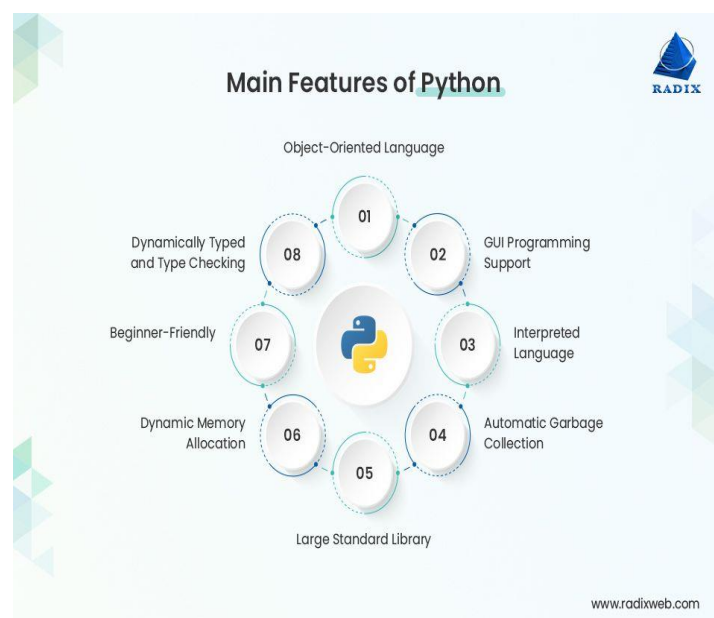 Main Features of Python
RADIX
Object-Oriented Language
01
02
GUI Programming
Support
03
Interpreted
Language
04
Automatic Garbage
Collection
05
Large Standard Library
06
Dynamic Memory
Allocation
07
Beginner-Friendly
08
Dynamically Typed
and Type Checking
www.radixweb.com